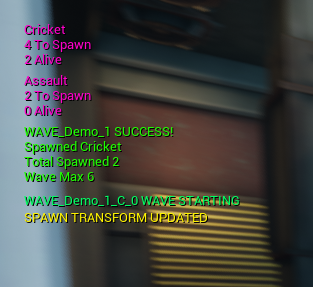 Cricket
4 To Spawn
2 Alive
Assault
2 To Spawn
0 Alive
WAVE_Demo_1 SUCCESS!
Spawned Cricket
Total Spawned 2
Wave Max 6
WAVE_Demo_1_C_0 WAVE STARTING
SPAWN TRANSFORM UPDATED